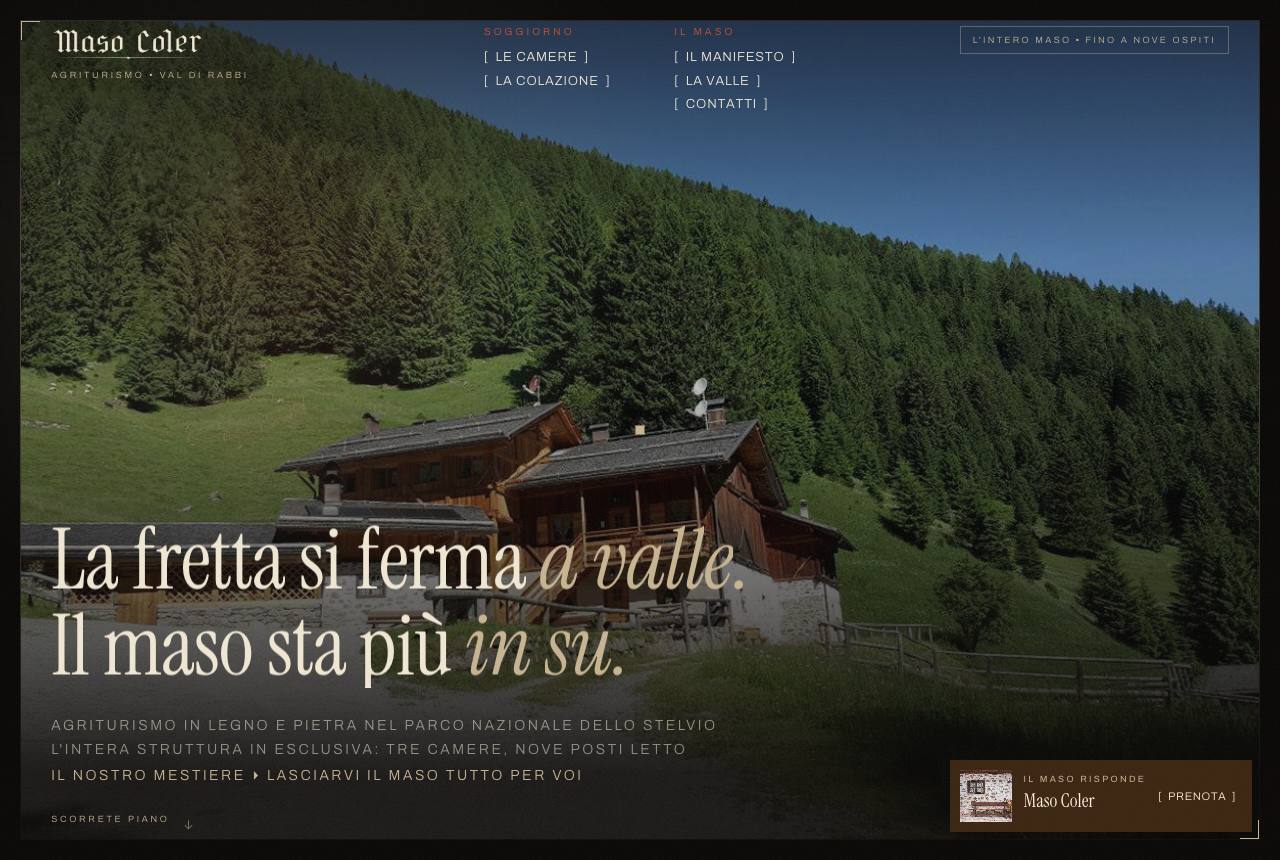 Maso Coler
AGRITURISMO • VAL DI RABBI
SOGGIORNO
[ LE CAMERE ]
[ LA COLAZIONE ]
IL MASO
[ IL MANIFESTO ]
[ LA VALLE ]
[ CONTATTI ]
L'INTERO MASO • FINO A NOVE OSPITI
La fretta si ferma a valle.
Il maso sta più in su.
AGRITURISMO IN LEGNO E PIETRA NEL PARCO NAZIONALE DELLO STELVIO
L'INTERA STRUTTURA IN ESCLUSIVA: TRE CAMERE, NOVE POSTI LETTO
IL NOSTRO MESTIERE ▸ LASCIARVI IL MASO TUTTO PER VOI
SCORRETE PIANO ↓
IL MASO RISPONDE
Maso Coler
[ PRENOTA ]